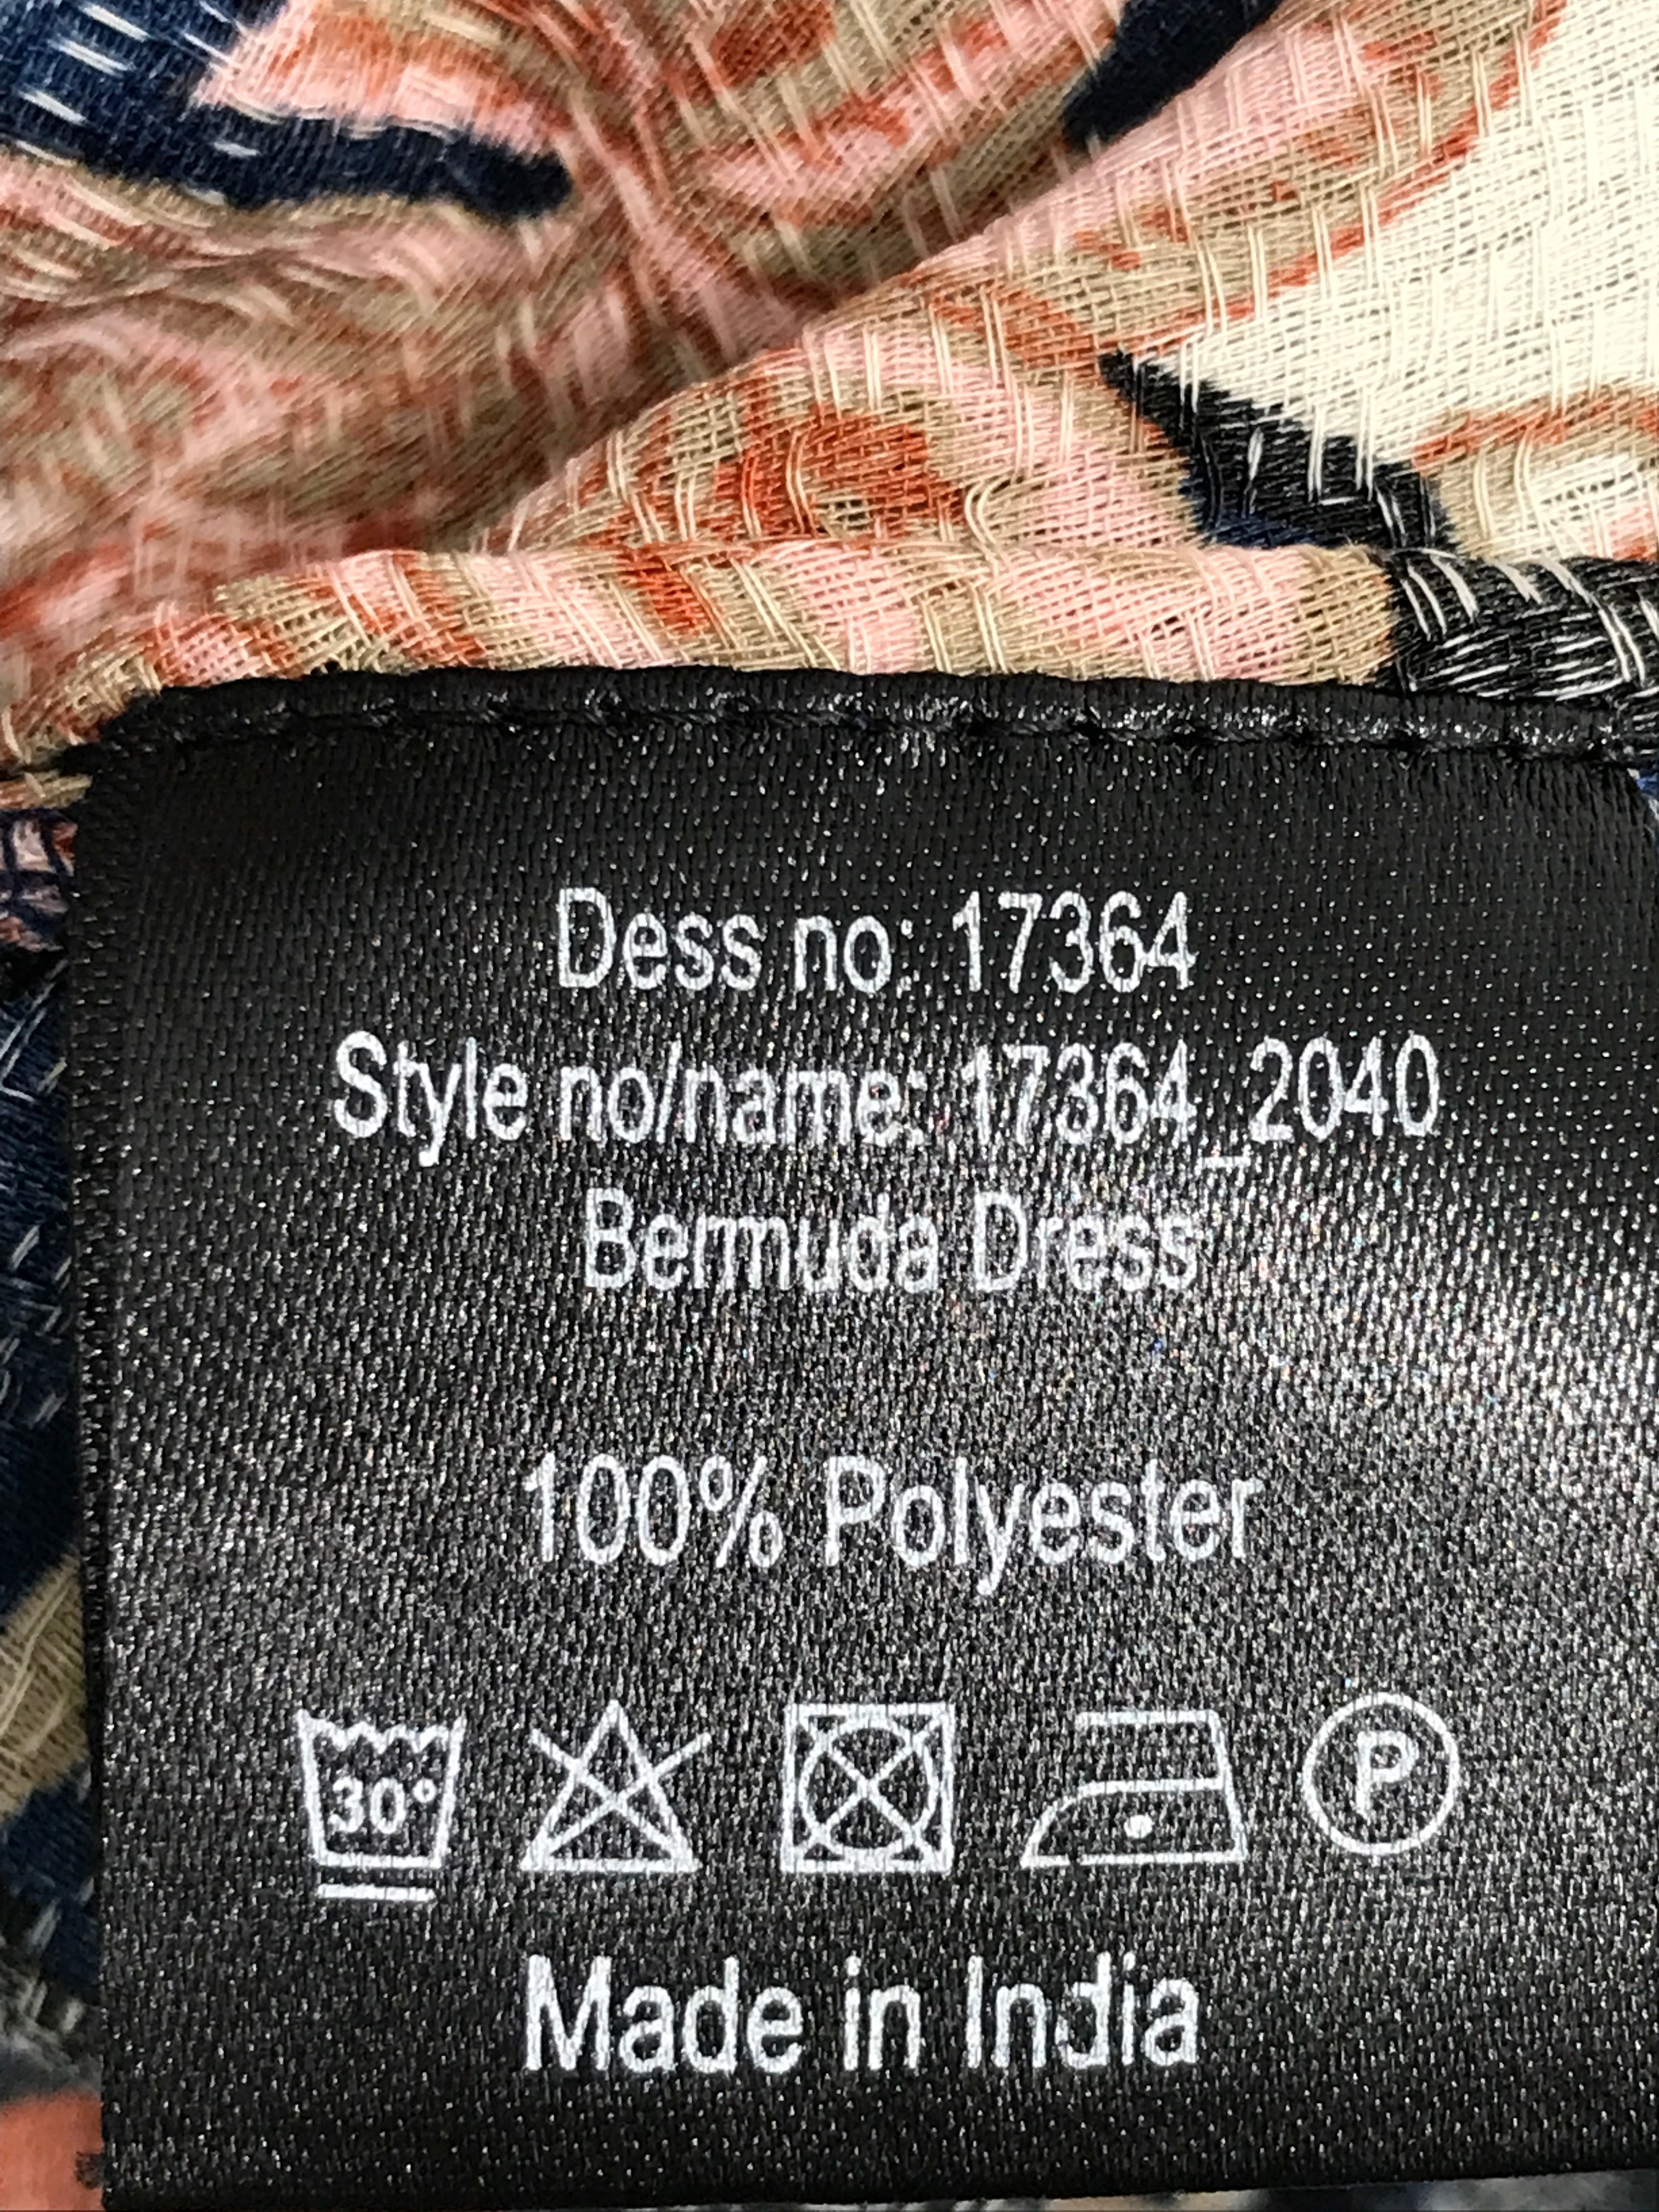 Dess no: 17364
Style no/name: 17364_2040
Bermuda Dress
100% Polyester
30°
P
Made in India